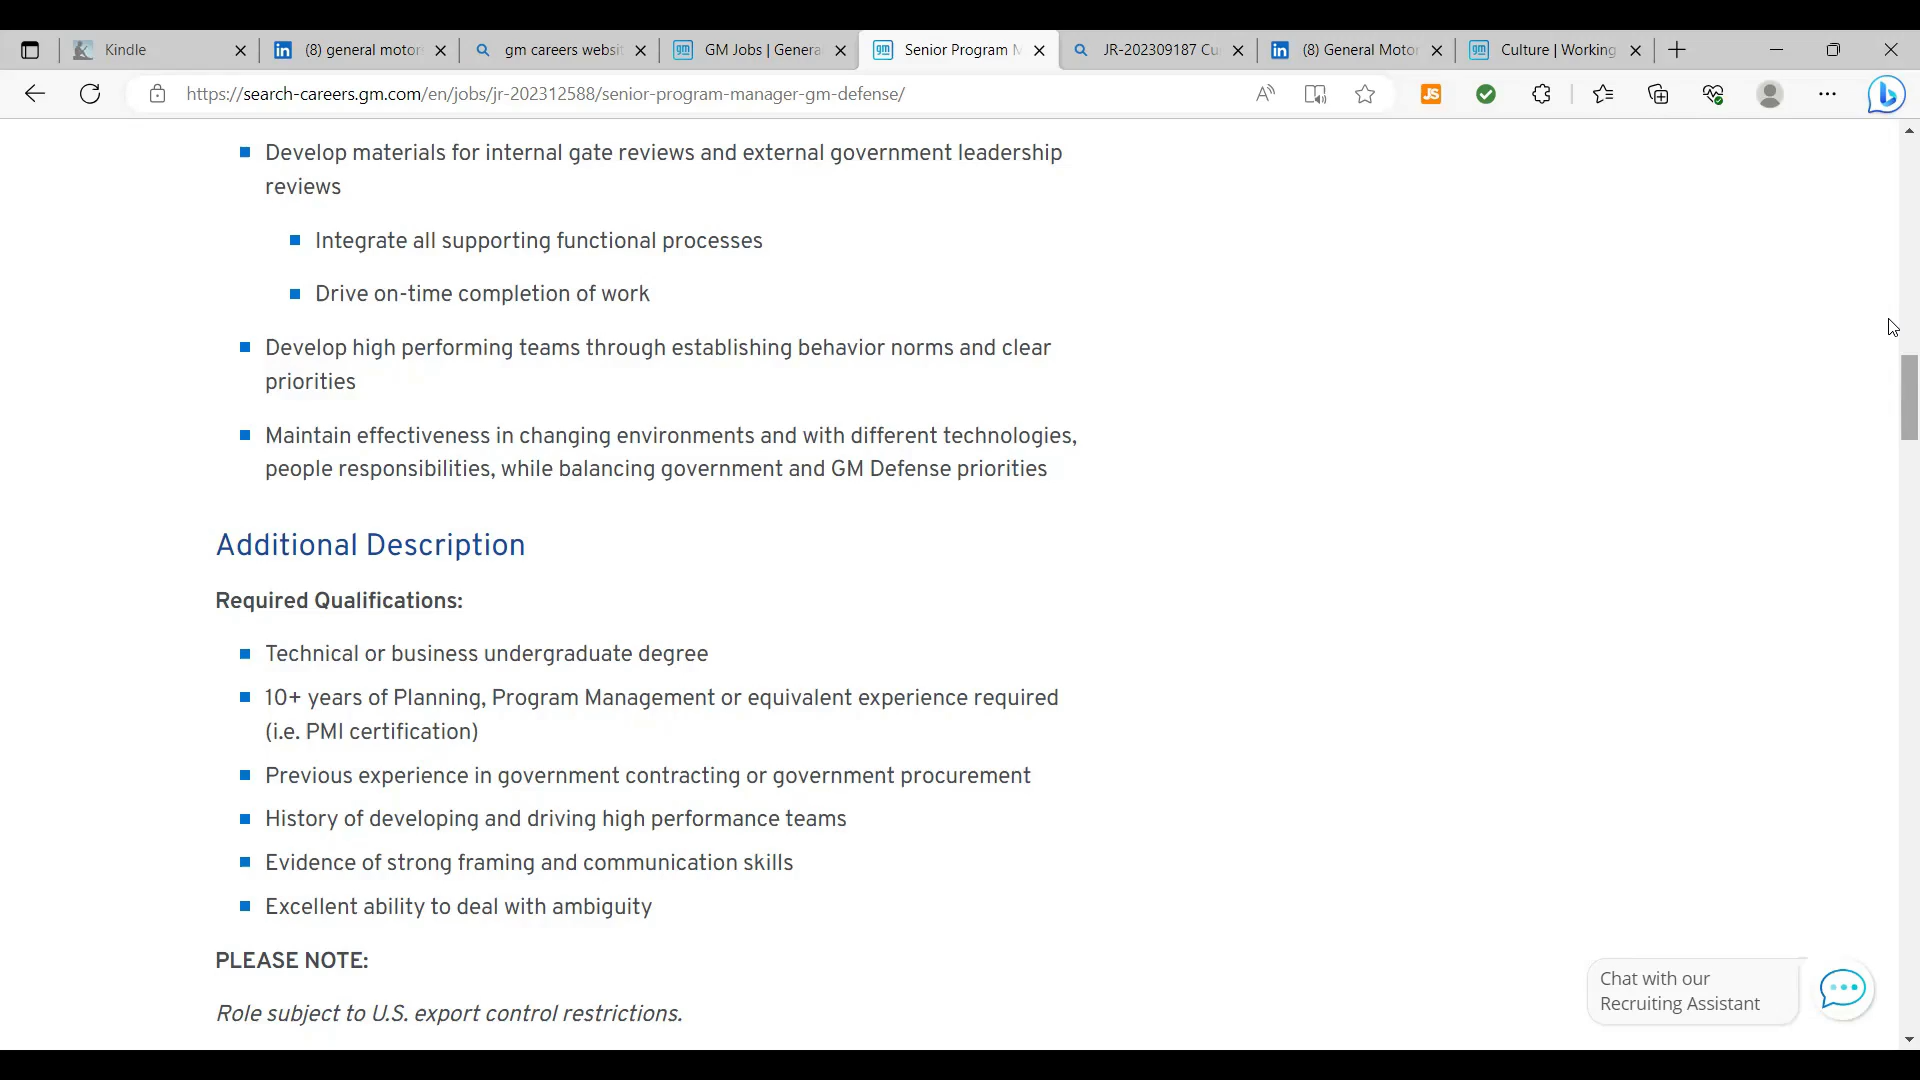 Kindle
(8) general motor
gm careers websit
GM Jobs | Genera
Senior Program M
JR-202309187 Cu
(8) General Motor
Culture | Working
https://search-careers.gm.com/en/jobs/jr-202312588/senior-program-manager-gm-defense/
Develop materials for internal gate reviews and external government leadership
reviews
Integrate all supporting functional processes
Drive on-time completion of work
Develop high performing teams through establishing behavior norms and clear
priorities
Maintain effectiveness in changing environments and with different technologies,
people responsibilities, while balancing government and GM Defense priorities
Additional Description
Required Qualifications:
Technical or business undergraduate degree
10+ years of Planning, Program Management or equivalent experience required
(i.e. PMI certification)
Previous experience in government contracting or government procurement
History of developing and driving high performance teams
Evidence of strong framing and communication skills
Excellent ability to deal with ambiguity
PLEASE NOTE:
Role subject to U.S. export control restrictions.
Chat with our
Recruiting Assistant